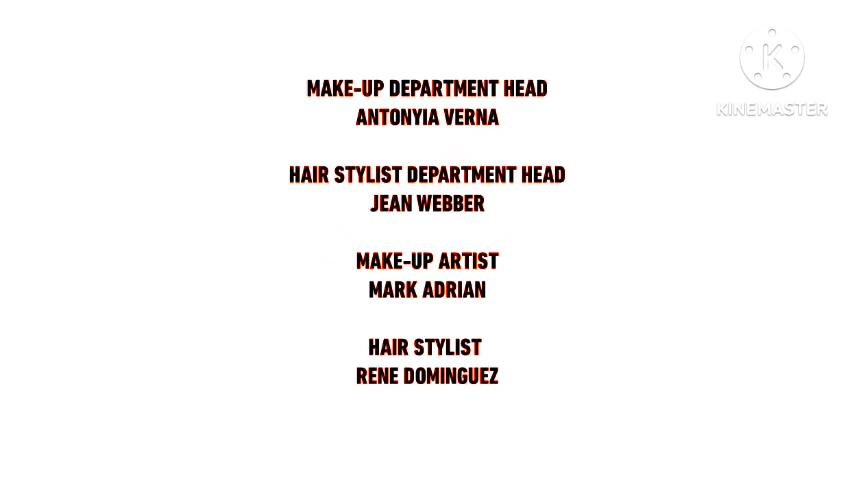 MAKE-UP DEPARTMENT HEAD
ANTONYIA VERNA
HAIR STYLIST DEPARTMENT HEAD
JEAN WEBBER
MAKE-UP ARTIST
MARK ADRIAN
HAIR STYLIST
RENE DOMINGUEZ
K
KINEMASTER